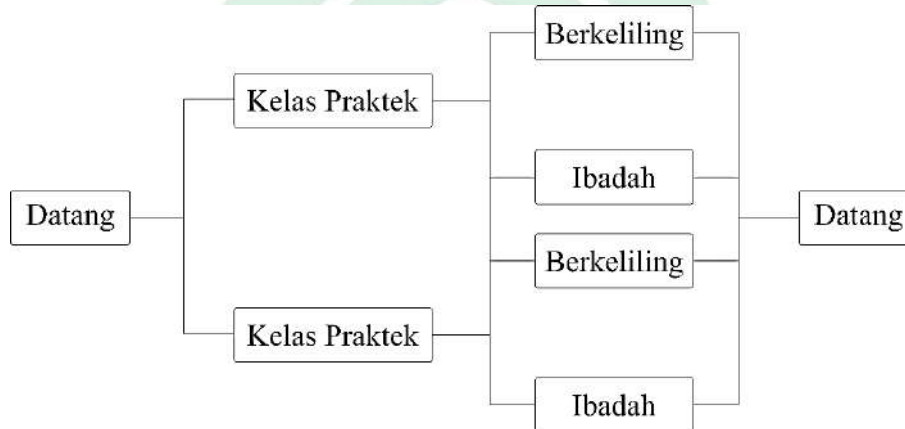 Berkeliling
Kelas Praktek
Ibadah
Datang
Datang
Berkeliling
Kelas Praktek
Ibadah